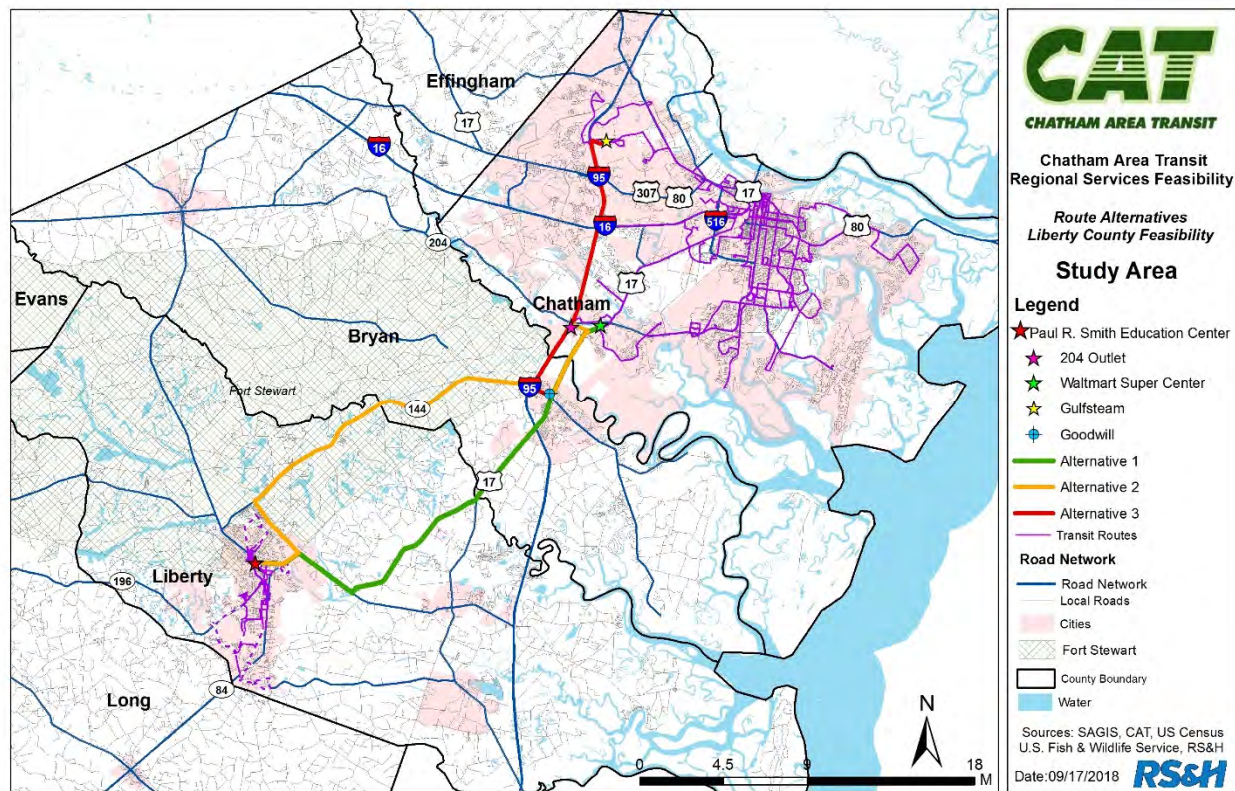 Effingham
17
16
95
307
80
17
516
16
80
204
17
Chatham
Evans
Bryan
Fort Stewart
144
95
17
Liberty
196
Long
84
N
0
4.5
9
18
M
CAT
CHATHAM AREA TRANSIT
Chatham Area Transit
Regional Services Feasibility
Route Alternatives
Liberty County Feasibility
Study Area
Legend
Paul R. Smith Education Center
204 Outlet
Waltmart Super Center
Gulfsteam
Goodwill
Alternative 1
Alternative 2
Alternative 3
Transit Routes
Road Network
Road Network
Local Roads
Cities
Fort Stewart
County Boundary
Water
Sources: SAGIS, CAT, US Census
U.S. Fish & Wildlife Service, RS&H
Date:09/17/2018
RS&H